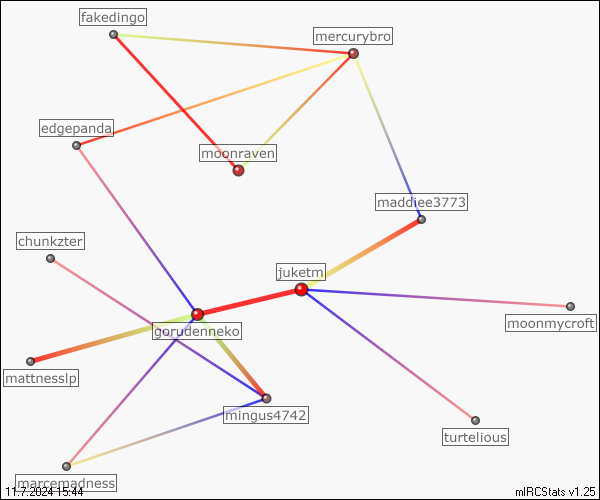 fakedingo
mercurybro
edgepanda
moonraven
maddiee3773
chunkzter
juketm
moonmycroft
gorudenneko
mattnesslp
mingus4742
turtelious
marcemadness
11.7.2024 15:44
mIRCStats v1.25